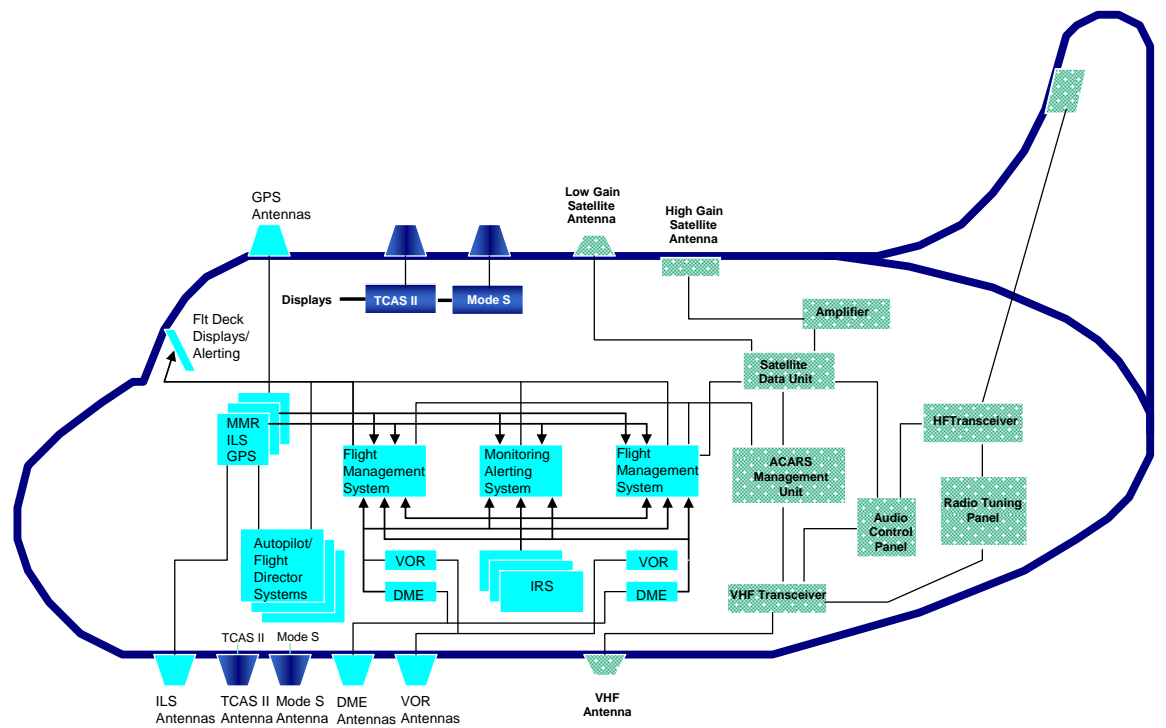 GPS
Antennas
Low Gain
Satellite
Antenna
High Gain
Satellite
Antenna
Displays
TCAS II
Mode S
Amplifier
Flt Deck
Displays/
Alerting
Satellite
Data Unit
MMR
ILS
GPS
HFTransceiver
Flight
Management
System
Monitoring
Alerting
System
Flight
Management
System
ACARS
Management
Unit
Radio Tuning
Panel
Audio
Control
Panel
Autopilot/
Flight
Director
Systems
VOR
DME
IRS
VOR
DME
VHF Transceiver
TCAS II
Mode S
ILS
Antennas
TCAS II
Antenna
Mode S
Antenna
DME
Antennas
VOR
Antennas
VHF
Antenna